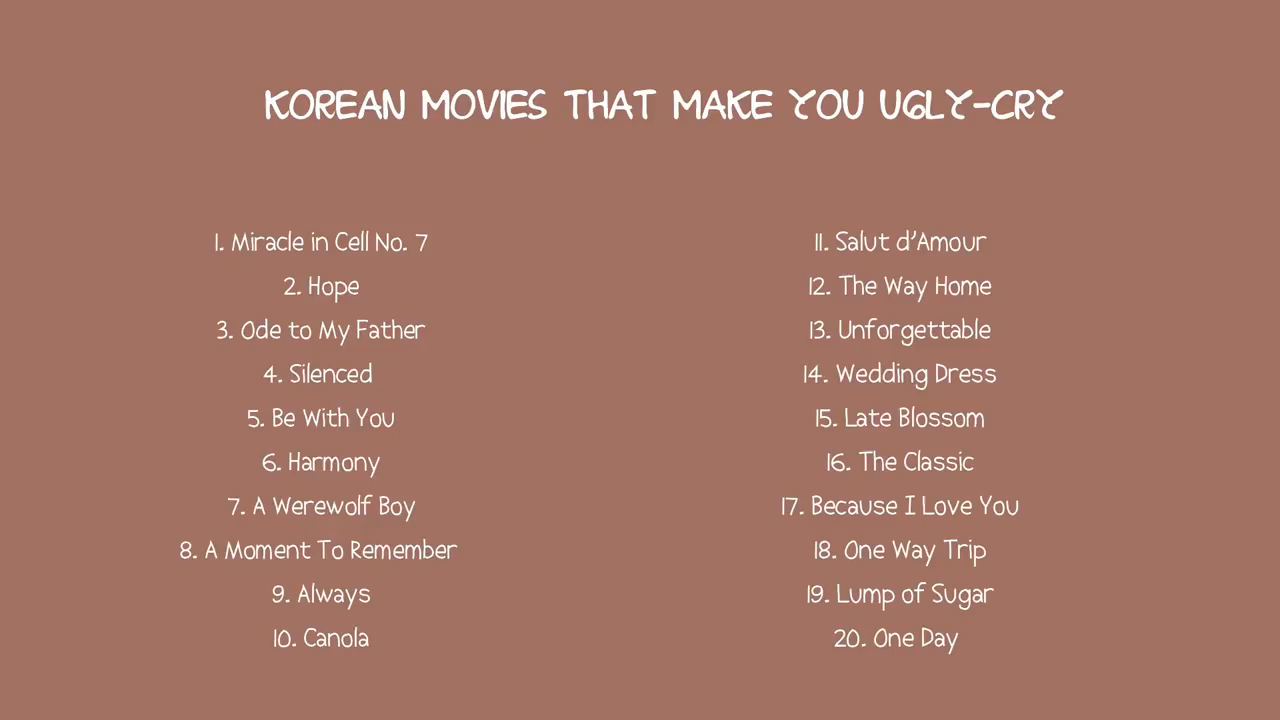 KOREAN MOVIES THAT MAKE YOU UGLY-CRY
1. Miracle in Cell No. 7
2. Hope
3. Ode to My Father
4. Silenced
5. Be With You
6. Harmony
7. A Werewolf Boy
8. A Moment To Remember
9. Always
10. Canola
11. Salut d'Amour
12. The Way Home
13. Unforgettable
14. Wedding Dress
15. Late Blossom
16. The Classic
17. Because I Love You
18. One Way Trip
19. Lump of Sugar
20. One Day